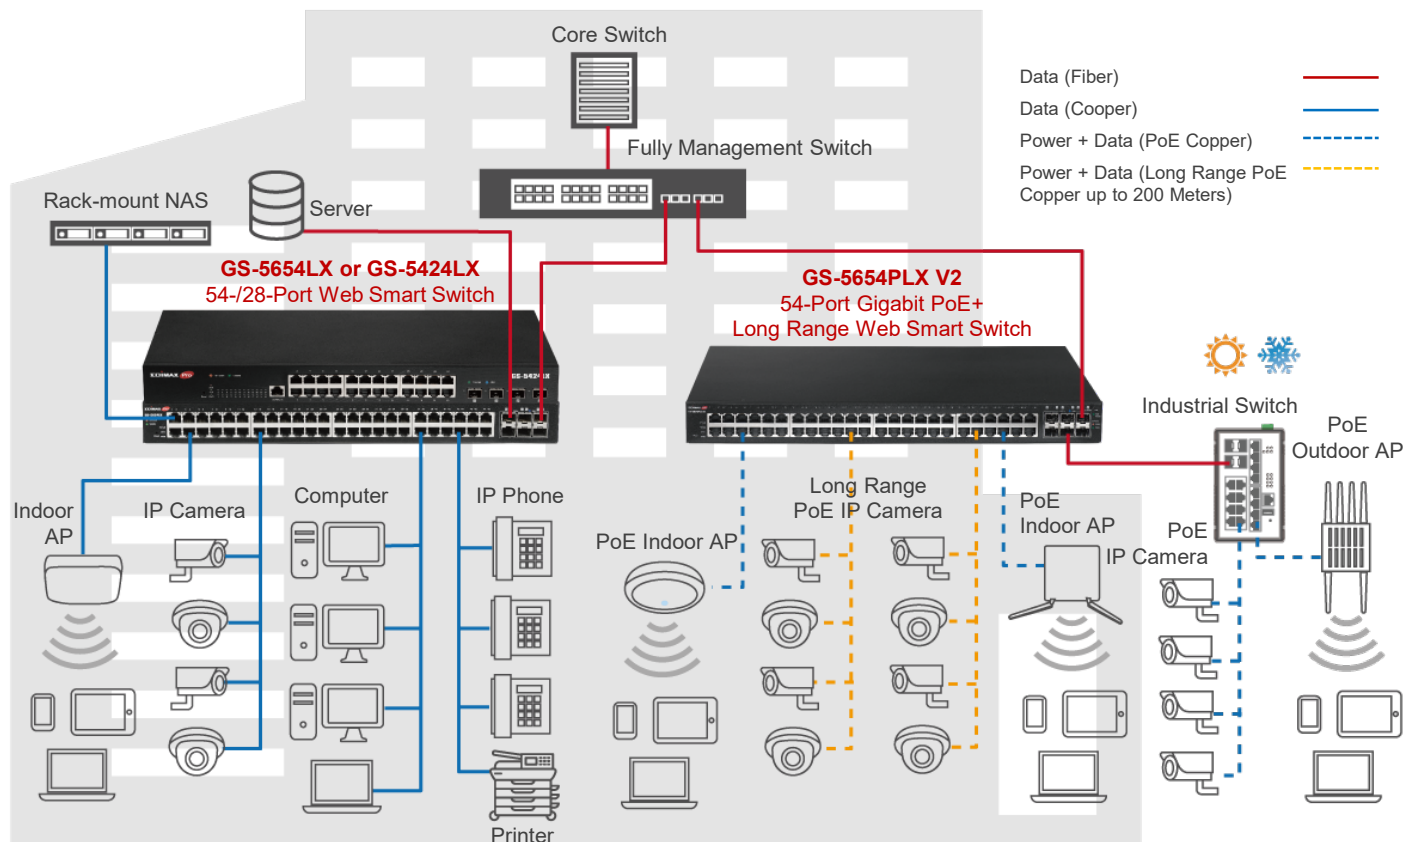 Core Switch
Data (Fiber)
Data (Cooper)
Power + Data (PoE Copper)
Power + Data (Long Range PoE
Copper up to 200 Meters)
Fully Management Switch
Rack-mount NAS
Server
GS-5654LX or GS-5424LX
54-/28-Port Web Smart Switch
GS-5654PLX V2
54-Port Gigabit PoE+
Long Range Web Smart Switch
EDIMAX Pro
GS-5424LX
Industrial Switch
PoE
Outdoor AP
Indoor
AP
IP Camera
Computer
IP Phone
Printer
PoE Indoor AP
Long Range
PoE IP Camera
PoE
Indoor AP
PoE
IP Camera